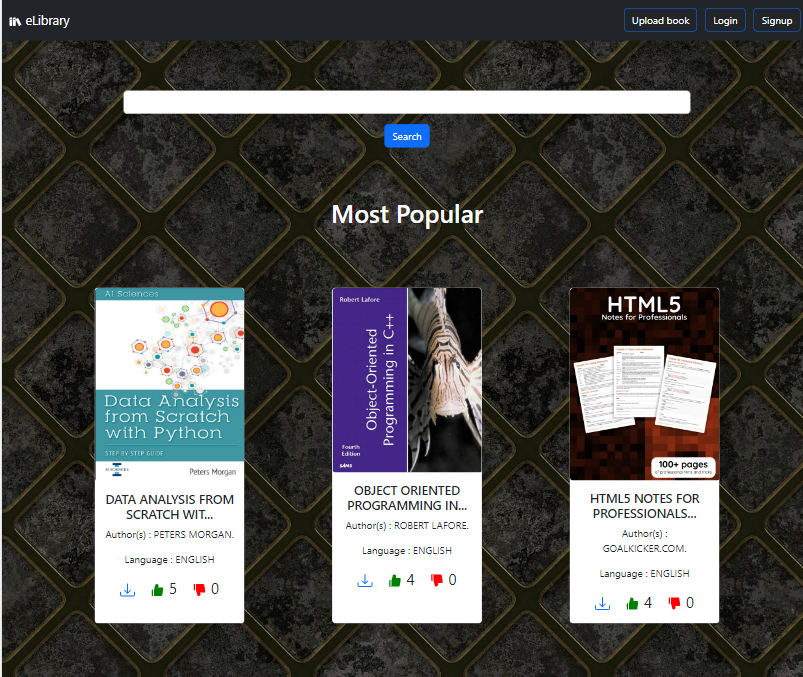 eLibrary
Upload book
Login
Signup
Search
Most Popular
AI Sciences
Data Analysis
from Scratch
with Python
STEP BY STEP GUIDE
AI SCIENCES
Peters Morgan
DATA ANALYSIS FROM
SCRATCH WIT...
Author(s) : PETERS MORGAN.
Language : ENGLISH
5
0
Robert Lafore
Object-Oriented
Programming in C++
Fourth
Edition
SAMS
OBJECT ORIENTED
PROGRAMMING IN...
Author(s) : ROBERT LAFORE.
Language : ENGLISH
4
0
HTML5
Notes for Professionals
100+ pages
of professional hints and tricks
HTML5 NOTES FOR
PROFESSIONALS...
Author(s) :
GOALKICKER.COM.
Language : ENGLISH
4
0